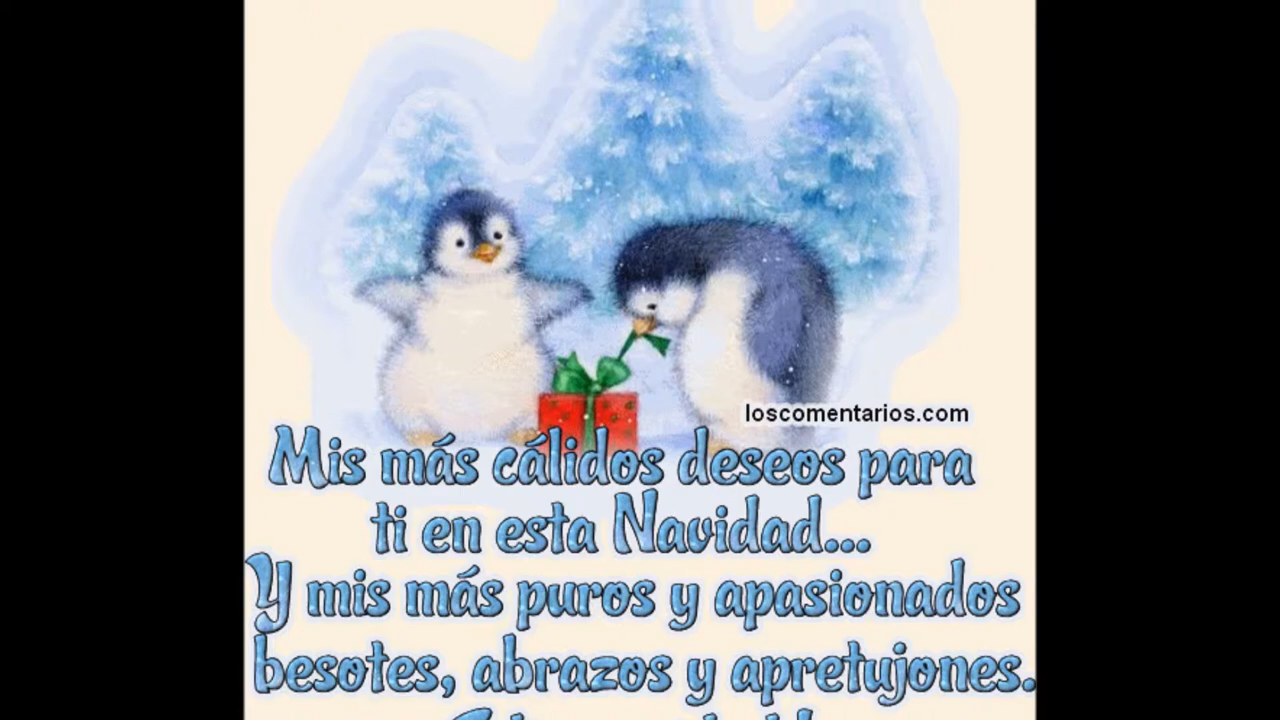 loscomentarios.com
Mis más cálidos deseos para
ti en esta Navidad...
Y mis más puros y apasionados
besotes, abrazos y apretujones.